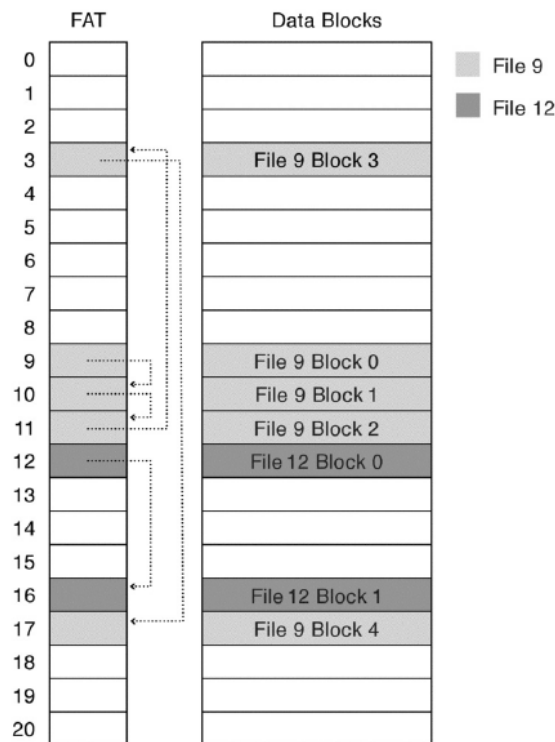 FAT Data Blocks
0
1
2
3 File 9 Block 3
4
5
6
7
8
9 File 9 Block 0
10 File 9 Block 1
11 File 9 Block 2
12 File 12 Block 0
13
14
15
16 File 12 Block 1
17 File 9 Block 4
18
19
20
File 9
File 12